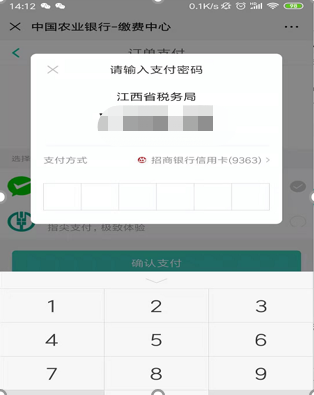 14:12 0.1K/s 98
中国农业银行-缴费中心
订单支付
请输入支付密码
江西省税务局
支付方式 招商银行信用卡(9363)
选择
指尖支付，极致体验
确认支付
1 2 3
4 5 6
7 8 9